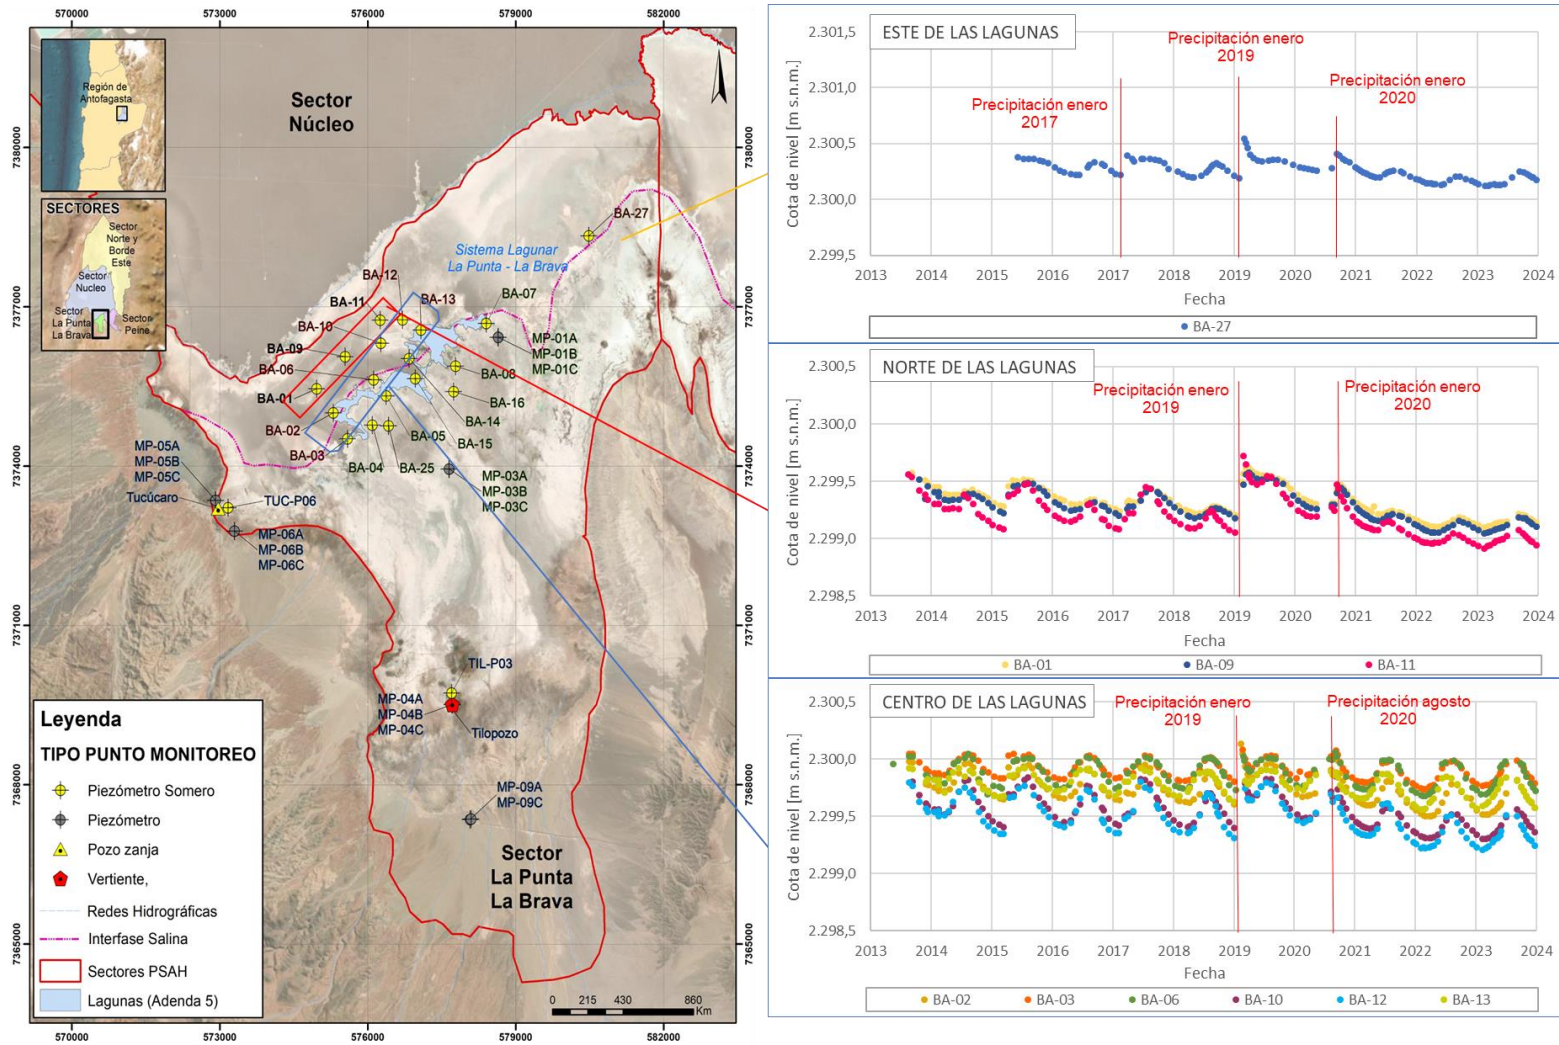 570000
573000
576000
579000
582000
7380000
7377000
7374000
7371000
7368000
7365000
7380000
7377000
7374000
7371000
7368000
7365000
570000
573000
576000
579000
582000
Región de
Antofagasta
SECTORES
Sector
Norte y
Borde
Este
Sector
Nucleo
Sector
La Punta
La Brava
Sector
Peine
Sector
Núcleo
Sistema Lagunar
La Punta - La Brava
BA-27
BA-12
BA-11
BA-13
BA-07
BA-10
BA-09
BA-06
BA-01
BA-02
BA-03
BA-04
BA-25
BA-05
BA-15
BA-14
BA-16
BA-08
MP-01A
MP-01B
MP-01C
MP-03A
MP-03B
MP-03C
MP-05A
MP-05B
MP-05C
Tucúcaro
TUC-P06
MP-06A
MP-06B
MP-06C
TIL-P03
MP-04A
MP-04B
MP-04C
Tilopozo
MP-09A
MP-09C
Sector
La Punta
La Brava
Leyenda
TIPO PUNTO MONITOREO
Piezómetro Somero
Piezómetro
Pozo zanja
Vertiente,
Redes Hidrográficas
Interfase Salina
Sectores PSAH
Lagunas (Adenda 5)
0 215 430 860
Km
ESTE DE LAS LAGUNAS
Precipitación enero
2017
Precipitación enero
2019
Precipitación enero
2020
Cota de nivel [m s.n.m.]
2.301,5
2.301,0
2.300,5
2.300,0
2.299,5
2013 2014 2015 2016 2017 2018 2019 2020 2021 2022 2023 2024
Fecha
BA-27
NORTE DE LAS LAGUNAS
Precipitación enero
2019
Precipitación enero
2020
Cota de nivel [m s.n.m.]
2.300,5
2.300,0
2.299,5
2.299,0
2.298,5
2013 2014 2015 2016 2017 2018 2019 2020 2021 2022 2023 2024
Fecha
BA-01 BA-09 BA-11
CENTRO DE LAS LAGUNAS
Precipitación enero
2019
Precipitación agosto
2020
Cota de nivel [m s.n.m.]
2.300,5
2.300,0
2.299,5
2.299,0
2.298,5
2013 2014 2015 2016 2017 2018 2019 2020 2021 2022 2023 2024
Fecha
BA-02 BA-03 BA-06 BA-10 BA-12 BA-13